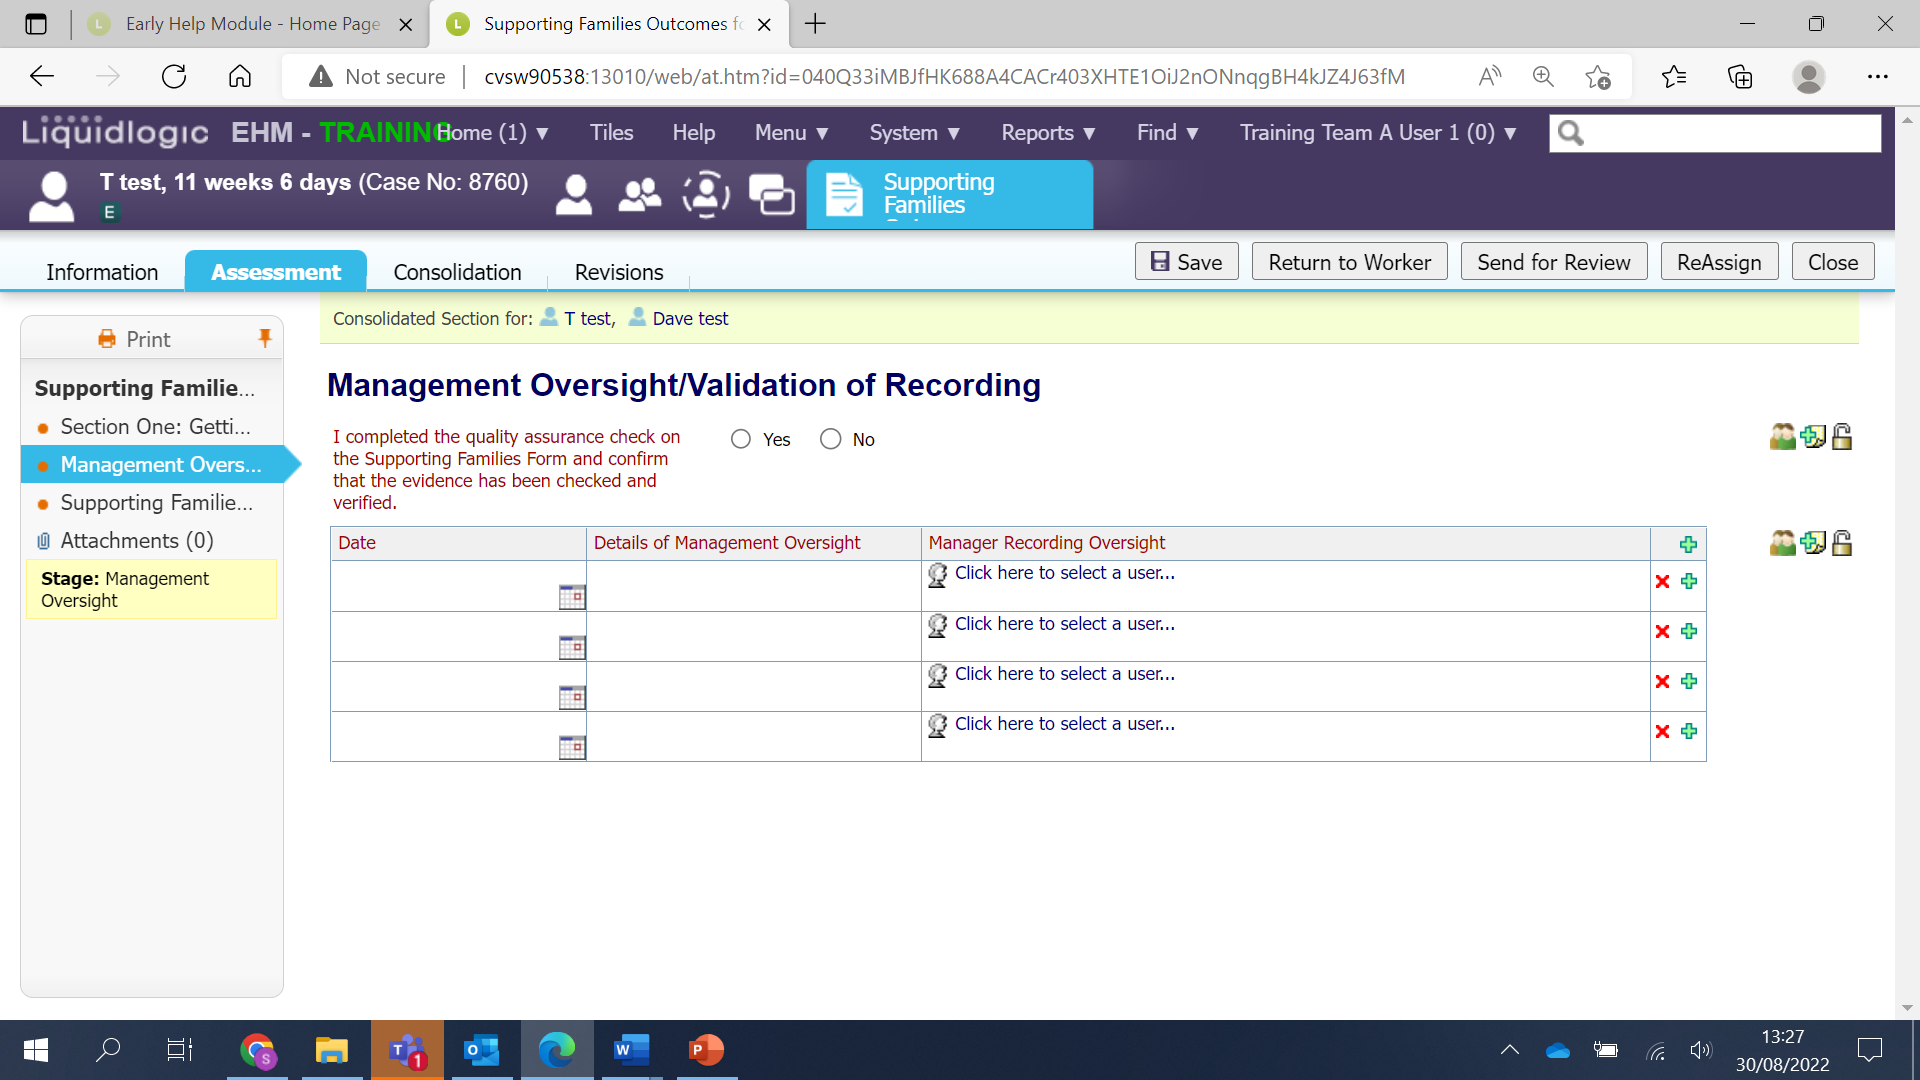 Early Help Module - Home Page
Supporting Families Outcomes fo
Not secure
cvsw90538:13010/web/at.htm?id=040Q33iMBJfHK688A4CACr403XHTE1OiJ2nONnqgBH4kJZ4J63fM
Liquidlogic EHM - TRAINING Home (1) ▼ Tiles Help Menu ▼ System ▼ Reports ▼ Find ▼ Training Team A User 1 (0) ▼
T test, 11 weeks 6 days (Case No: 8760)
E
Supporting
Families
Information Assessment Consolidation Revisions
Save Return to Worker Send for Review ReAssign Close
Print
Supporting Familie...
Section One: Getti...
Management Overs...
Supporting Familie...
Attachments (0)
Stage: Management
Oversight
Consolidated Section for: T test, Dave test
Management Oversight/Validation of Recording
I completed the quality assurance check on
the Supporting Families Form and confirm
that the evidence has been checked and
verified.
Yes No
Date Details of Management Oversight Manager Recording Oversight
Click here to select a user...
Click here to select a user...
Click here to select a user...
Click here to select a user...
13:27
30/08/2022